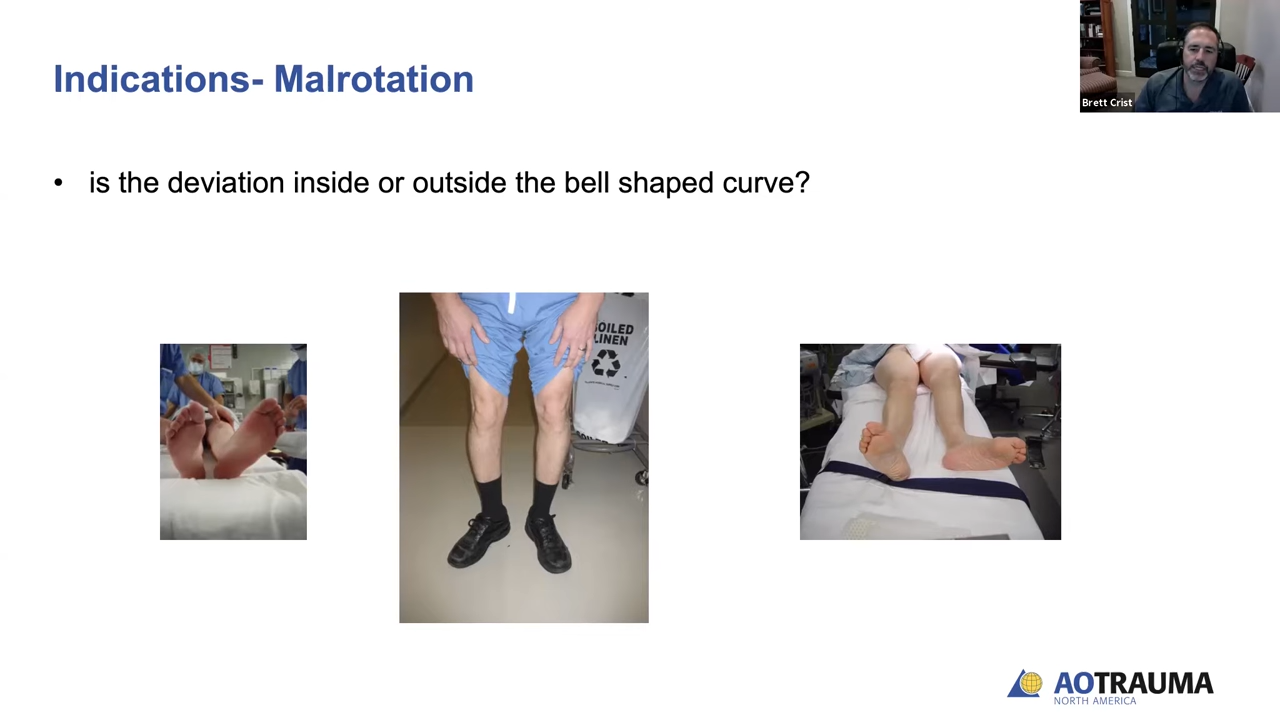 Indications- Malrotation
Brett Crist
• is the deviation inside or outside the bell shaped curve?
SOILED
LINEN
AOTRAUMA
NORTH AMERICA